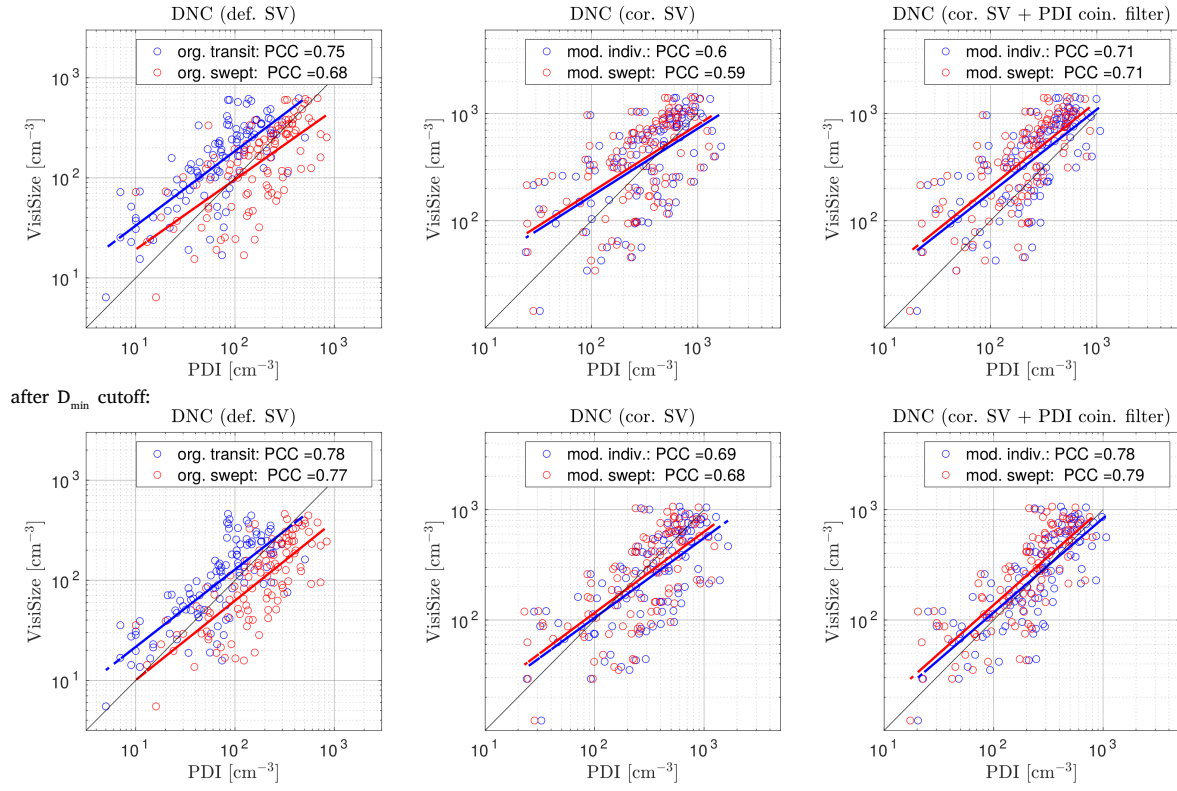 DNC (def. SV)
org. transit: PCC =0.75
org. swept: PCC =0.68
10³
10²
10¹
VisiSize [cm⁻³]
10¹ 10² 10³
PDI [cm⁻³]
DNC (cor. SV)
mod. indiv.: PCC =0.6
mod. swept: PCC =0.59
10³
10²
VisiSize [cm⁻³]
10¹ 10² 10³
PDI [cm⁻³]
DNC (cor. SV + PDI coin. filter)
mod. indiv.: PCC =0.71
mod. swept: PCC =0.71
10³
10²
VisiSize [cm⁻³]
10¹ 10² 10³
PDI [cm⁻³]
after Dmin cutoff:
DNC (def. SV)
org. transit: PCC =0.78
org. swept: PCC =0.77
10³
10²
10¹
VisiSize [cm⁻³]
10¹ 10² 10³
PDI [cm⁻³]
DNC (cor. SV)
mod. indiv.: PCC =0.69
mod. swept: PCC =0.68
10³
10²
VisiSize [cm⁻³]
10¹ 10² 10³
PDI [cm⁻³]
DNC (cor. SV + PDI coin. filter)
mod. indiv.: PCC =0.78
mod. swept: PCC =0.79
10³
10²
VisiSize [cm⁻³]
10¹ 10² 10³
PDI [cm⁻³]